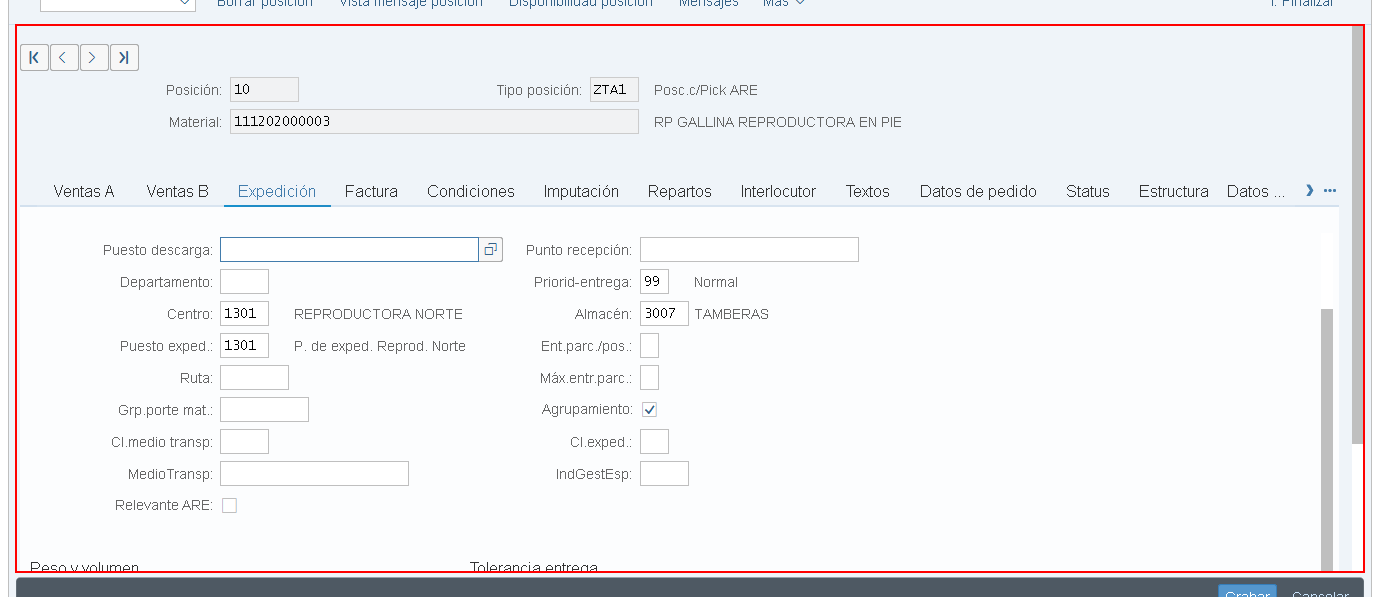 Borrar posición Vista mensaje posición Disponibilidad posición Mensajes Más T. Finalizar
Posición: 10 Tipo posición: ZTA1 Posc.c/Pick ARE
Material: 111202000003 RP GALLINA REPRODUCTORA EN PIE
Ventas A Ventas B Expedición Factura Condiciones Imputación Repartos Interlocutor Textos Datos de pedido Status Estructura Datos ...
Puesto descarga: Punto recepción:
Departamento: Priorid-entrega: 99 Normal
Centro: 1301 REPRODUCTORA NORTE Almacén: 3007 TAMBERAS
Puesto exped.: 1301 P. de exped. Reprod. Norte Ent.parc./pos.:
Ruta: Máx.entr.parc.:
Grp.porte mat.: Agrupamiento:
Cl.medio transp: Cl.exped.:
MedioTransp: IndGestEsp:
Relevante ARE:
Peso y volumen Tolerancia entrega
Grabar Cancelar